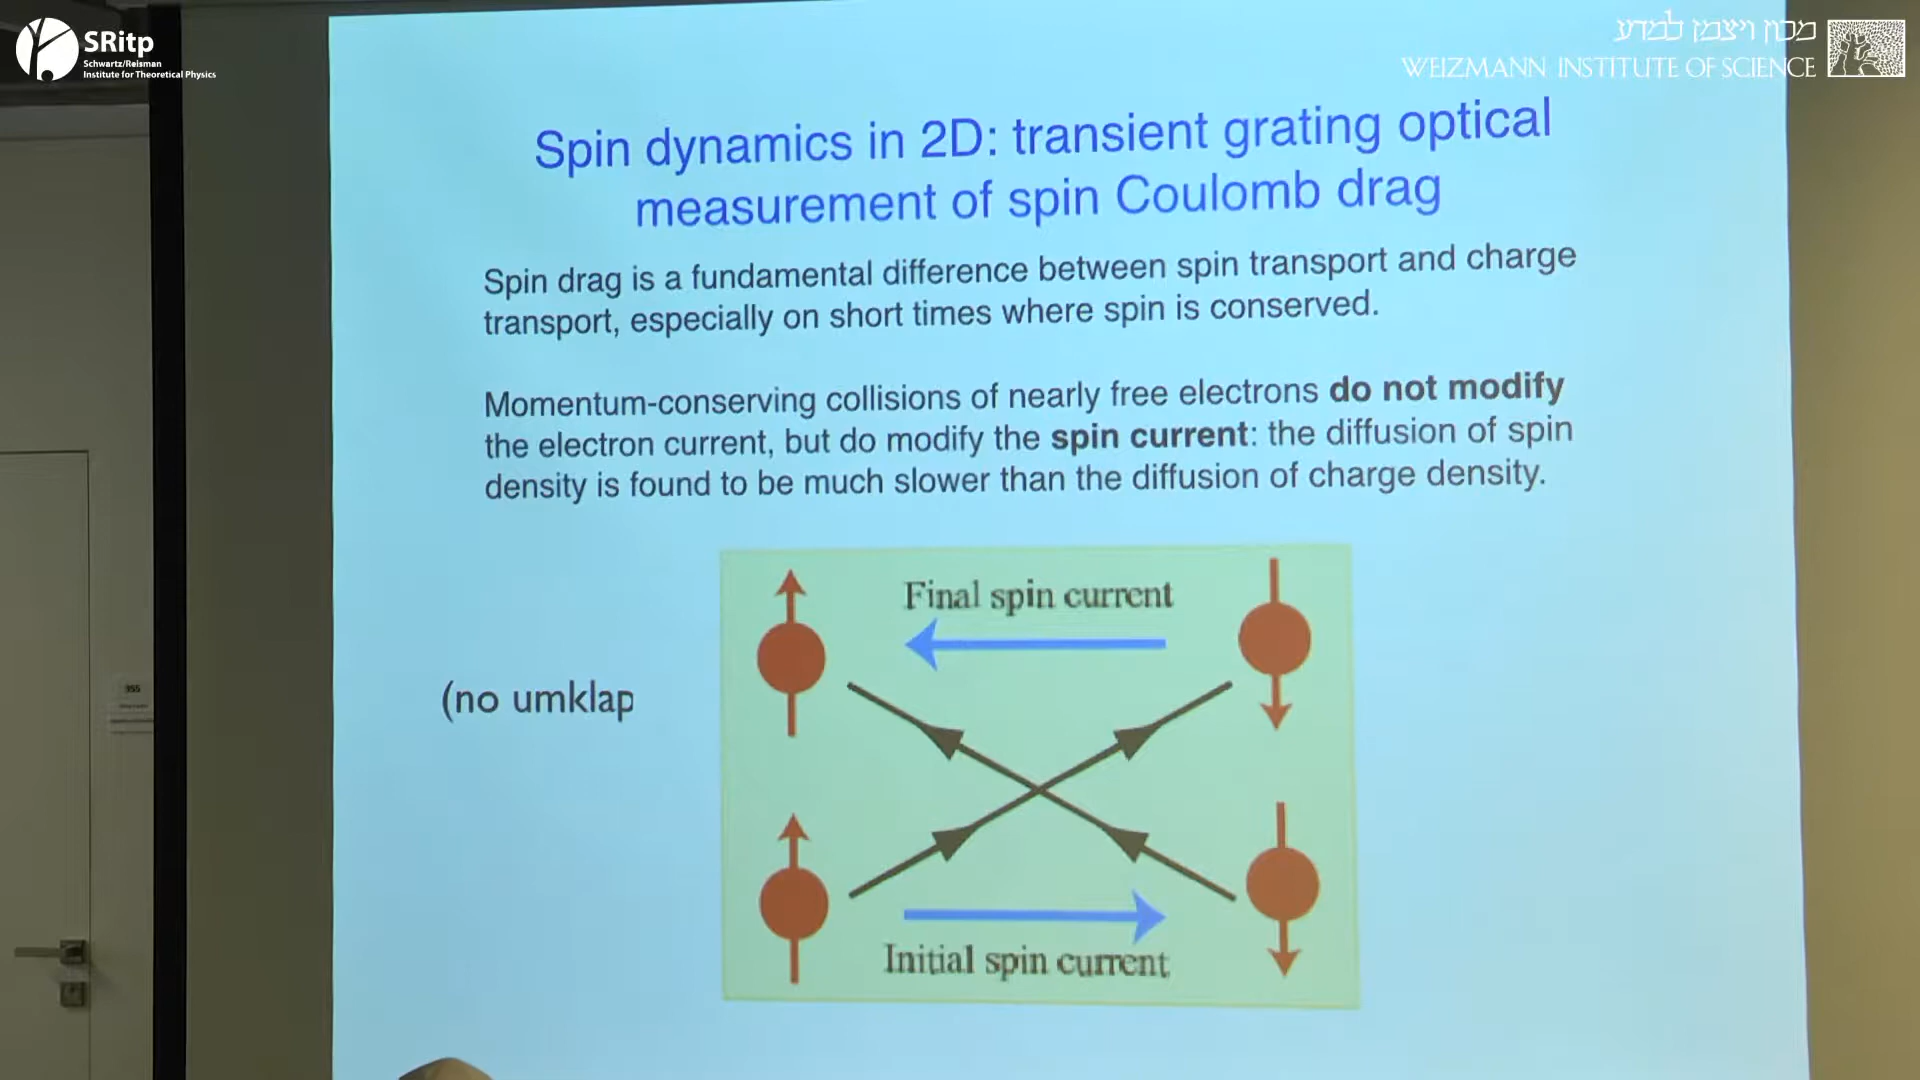 SRitp
Schwartz/Reisman
Institute for Theoretical Physics
מכון ויצמן למדע
WEIZMANN INSTITUTE OF SCIENCE
Spin dynamics in 2D: transient grating optical
measurement of spin Coulomb drag
Spin drag is a fundamental difference between spin transport and charge
transport, especially on short times where spin is conserved.
Momentum-conserving collisions of nearly free electrons do not modify
the electron current, but do modify the spin current: the diffusion of spin
density is found to be much slower than the diffusion of charge density.
Final spin current
(no umklap
Initial spin current
955